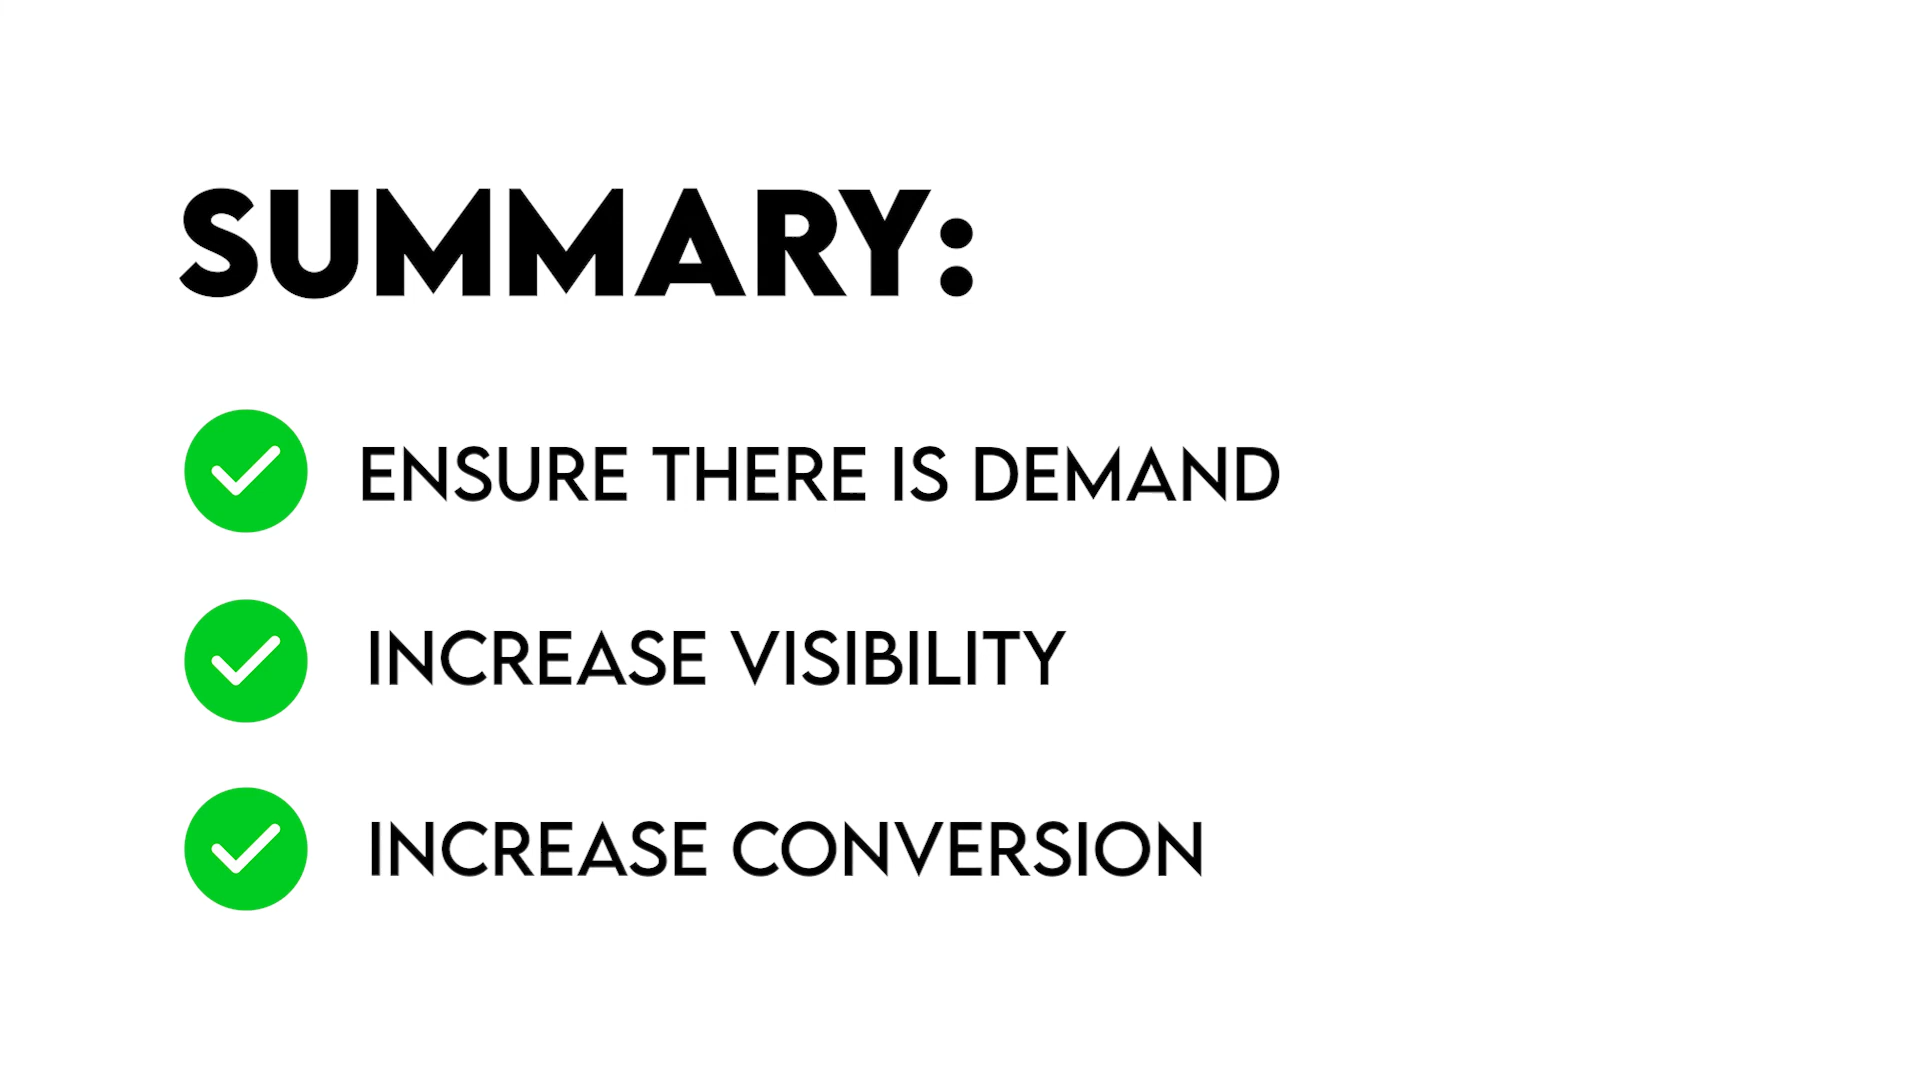 SUMMARY:
ENSURE THERE IS DEMAND
INCREASE VISIBILITY
INCREASE CONVERSION